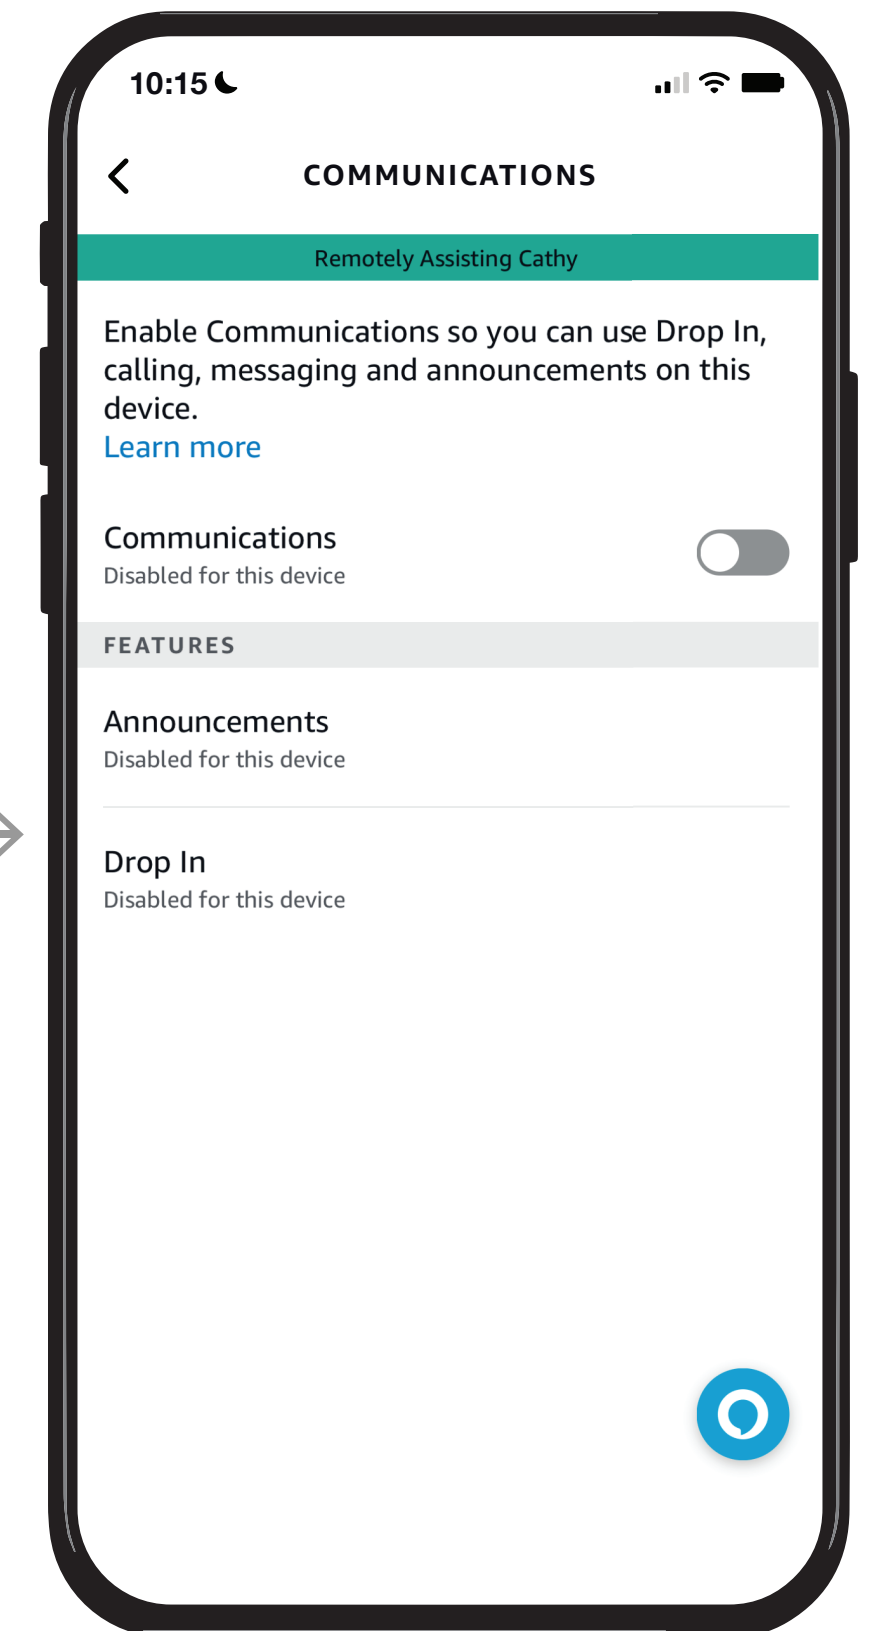 10:15
COMMUNICATIONS
Remotely Assisting Cathy
Enable Communications so you can use Drop In,
calling, messaging and announcements on this
device.
Learn more
Communications
Disabled for this device
FEATURES
Announcements
Disabled for this device
Drop In
Disabled for this device